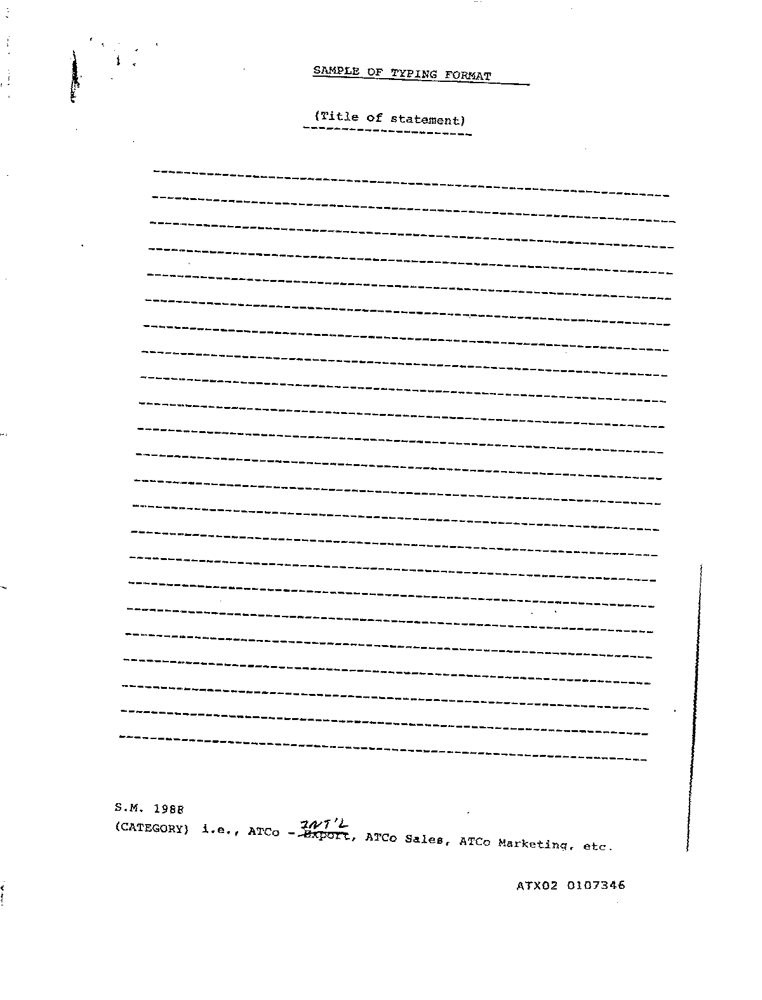 SAMPLE OF TYPING FORMAT
(Title of statement)
S.M. 1988
INT'L
(CATEGORY) i.e., ATCo - Export, ATCo Sales, ATCo Marketing, etc.
ATX02 0107346